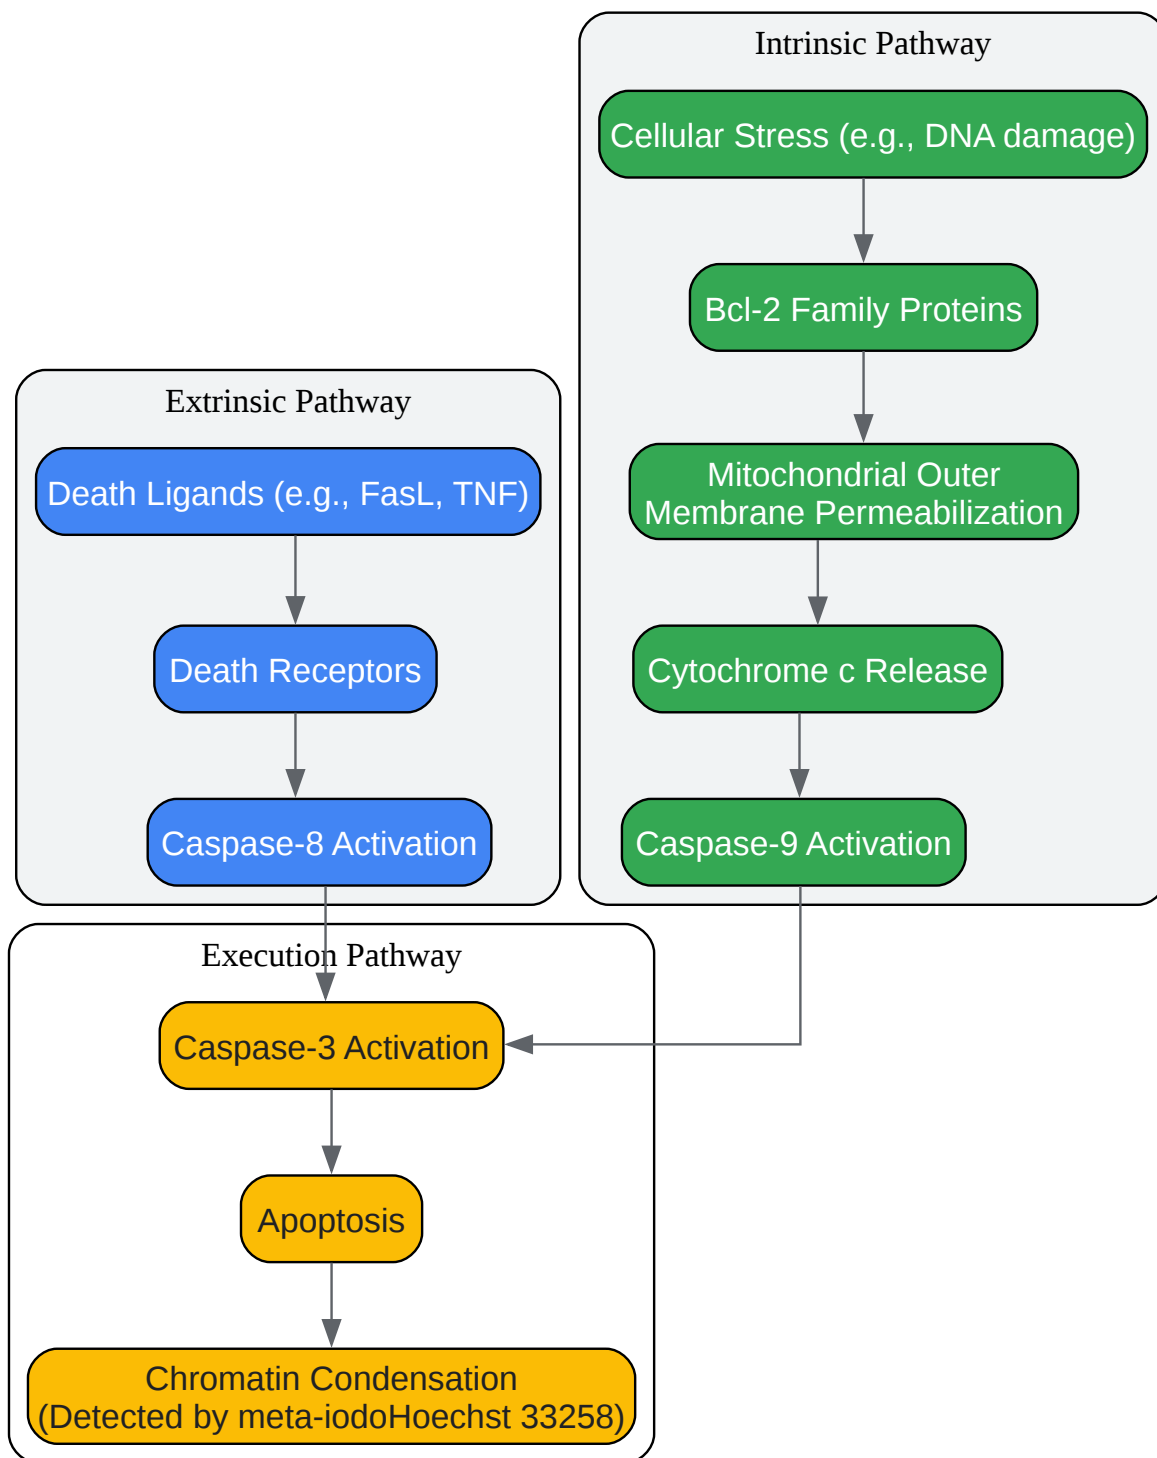 Intrinsic Pathway
Cellular Stress (e.g., DNA damage)
Bcl-2 Family Proteins
Mitochondrial Outer
Membrane Permeabilization
Cytochrome c Release
Caspase-9 Activation
Extrinsic Pathway
Death Ligands (e.g., FasL, TNF)
Death Receptors
Caspase-8 Activation
Execution Pathway
Caspase-3 Activation
Apoptosis
Chromatin Condensation
(Detected by meta-iodoHoechst 33258)